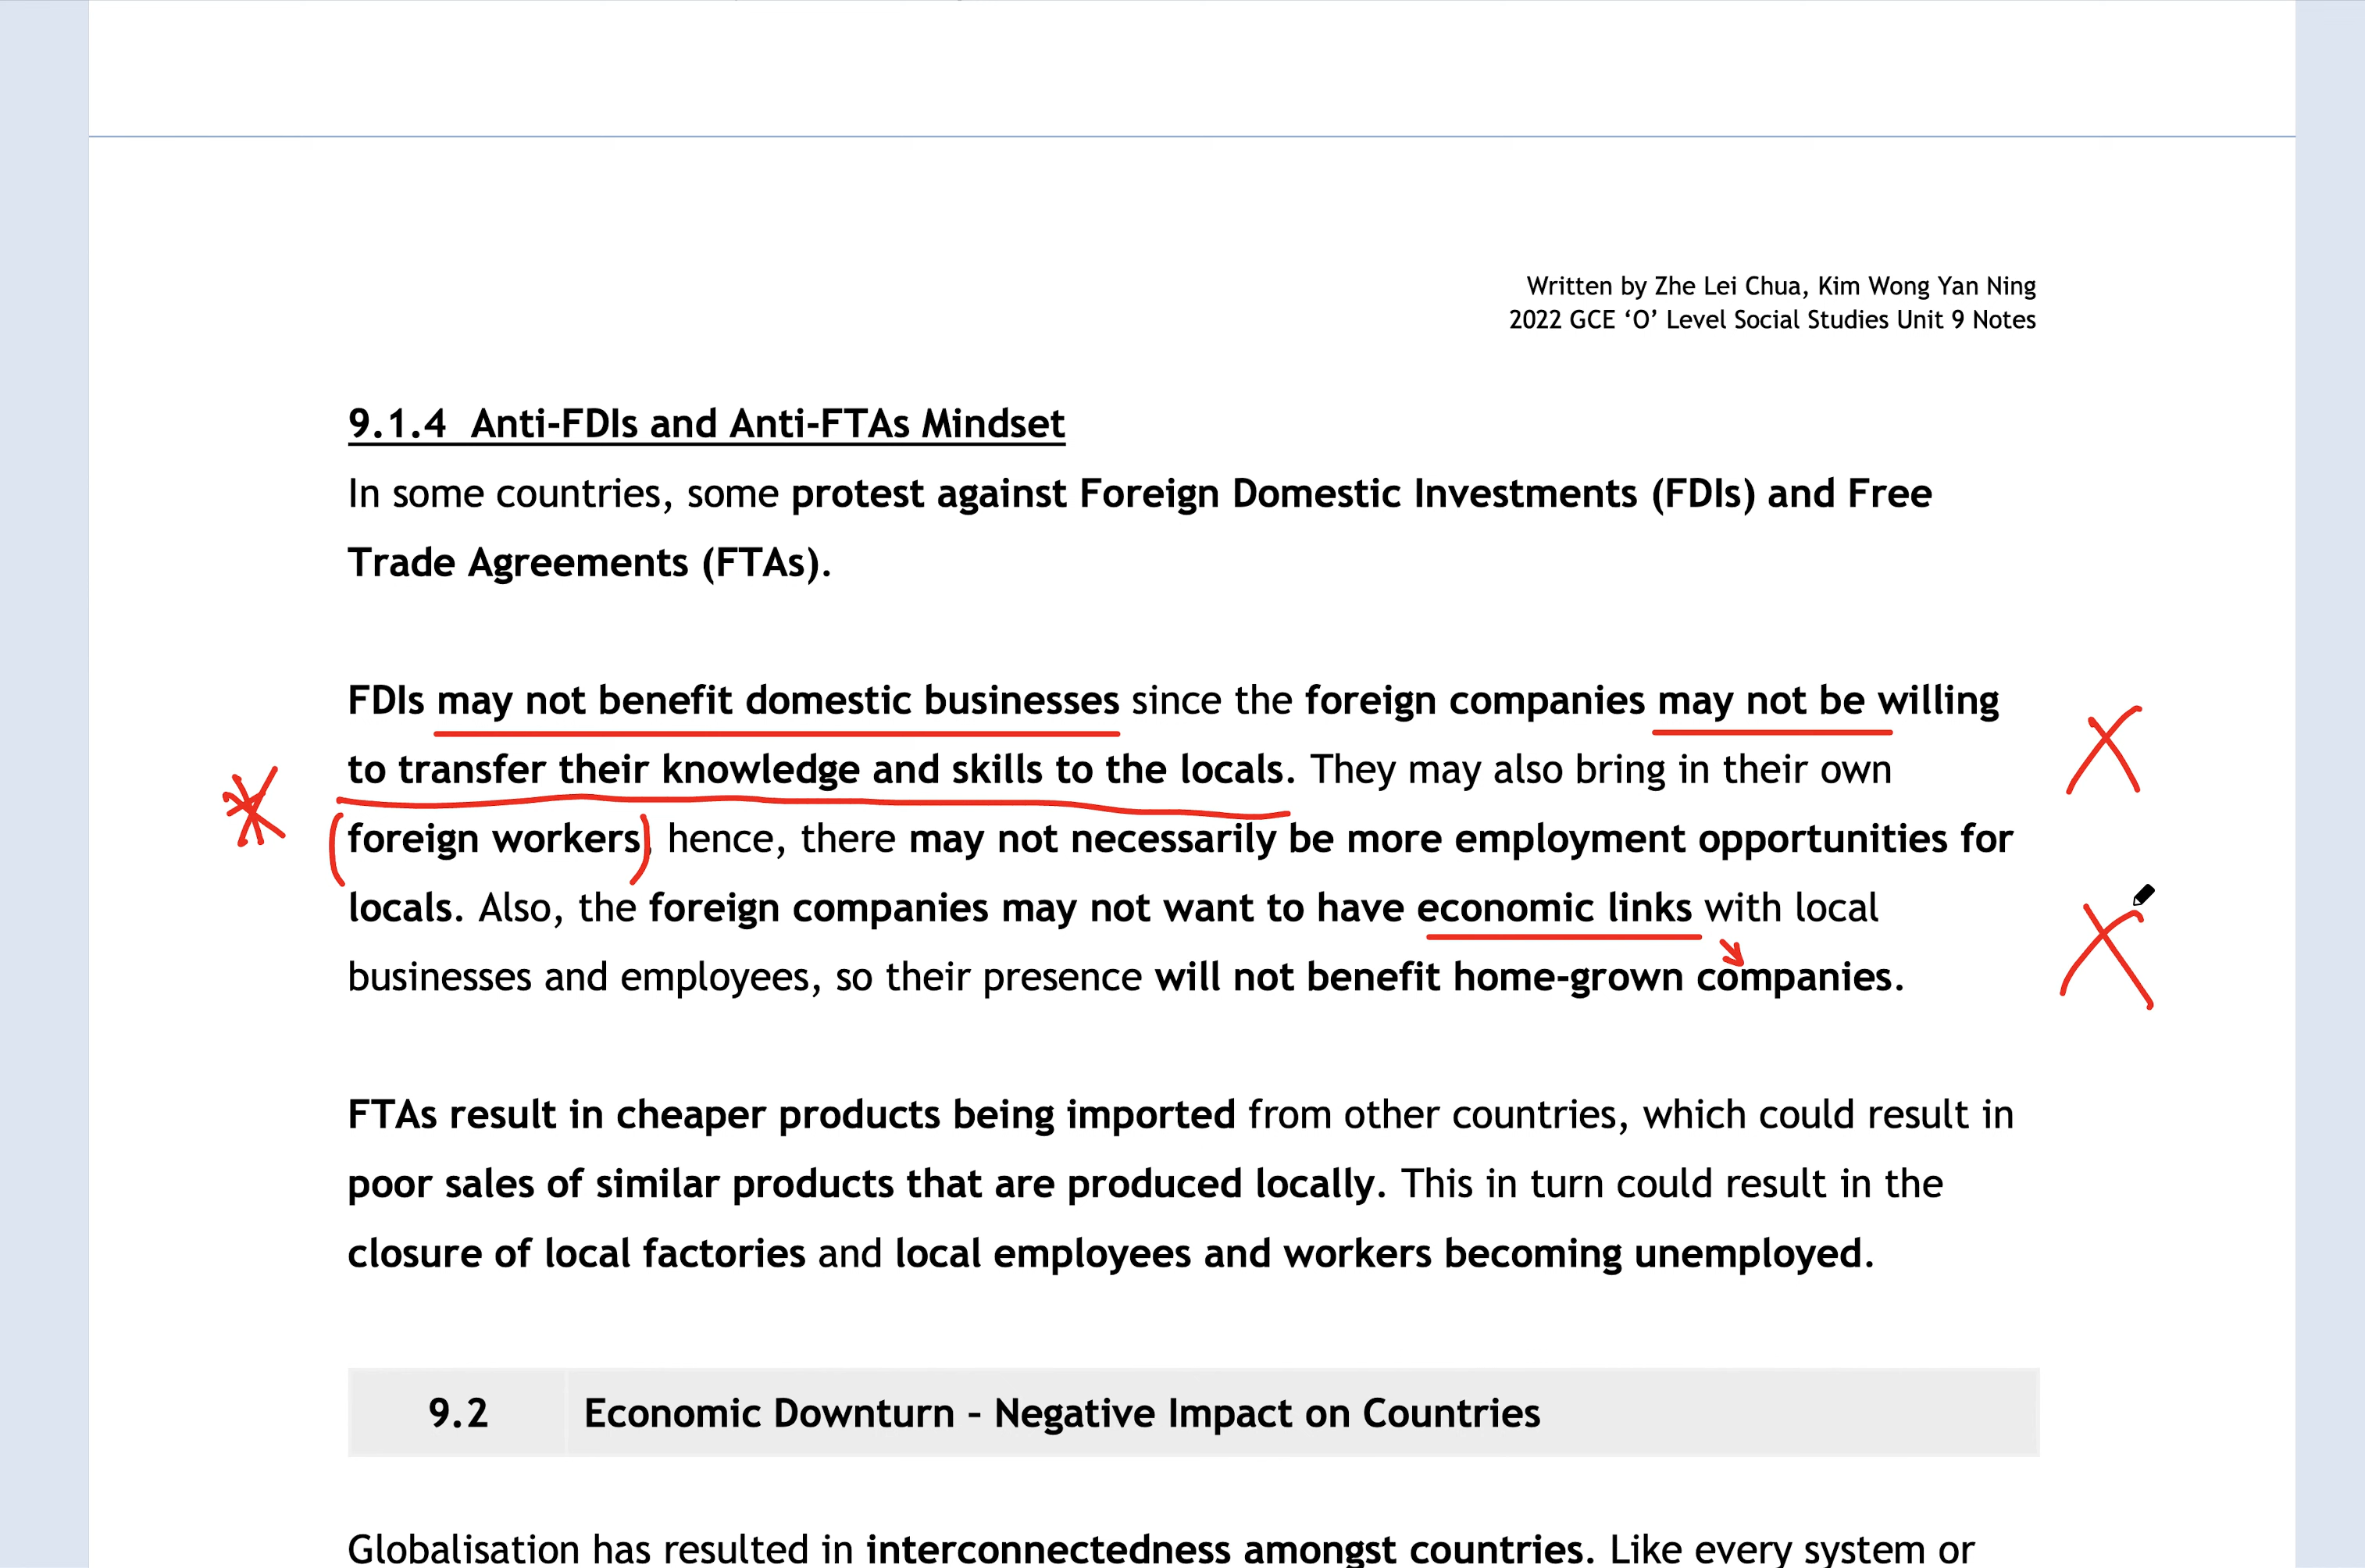 Written by Zhe Lei Chua, Kim Wong Yan Ning
2022 GCE ‘O’ Level Social Studies Unit 9 Notes
9.1.4 Anti-FDIs and Anti-FTAs Mindset
In some countries, some protest against Foreign Domestic Investments (FDIs) and Free
Trade Agreements (FTAs).
FDIs may not benefit domestic businesses since the foreign companies may not be willing
to transfer their knowledge and skills to the locals. They may also bring in their own
foreign workers, hence, there may not necessarily be more employment opportunities for
locals. Also, the foreign companies may not want to have economic links with local
businesses and employees, so their presence will not benefit home-grown companies.
FTAs result in cheaper products being imported from other countries, which could result in
poor sales of similar products that are produced locally. This in turn could result in the
closure of local factories and local employees and workers becoming unemployed.
9.2 Economic Downturn – Negative Impact on Countries
Globalisation has resulted in interconnectedness amongst countries. Like every system or